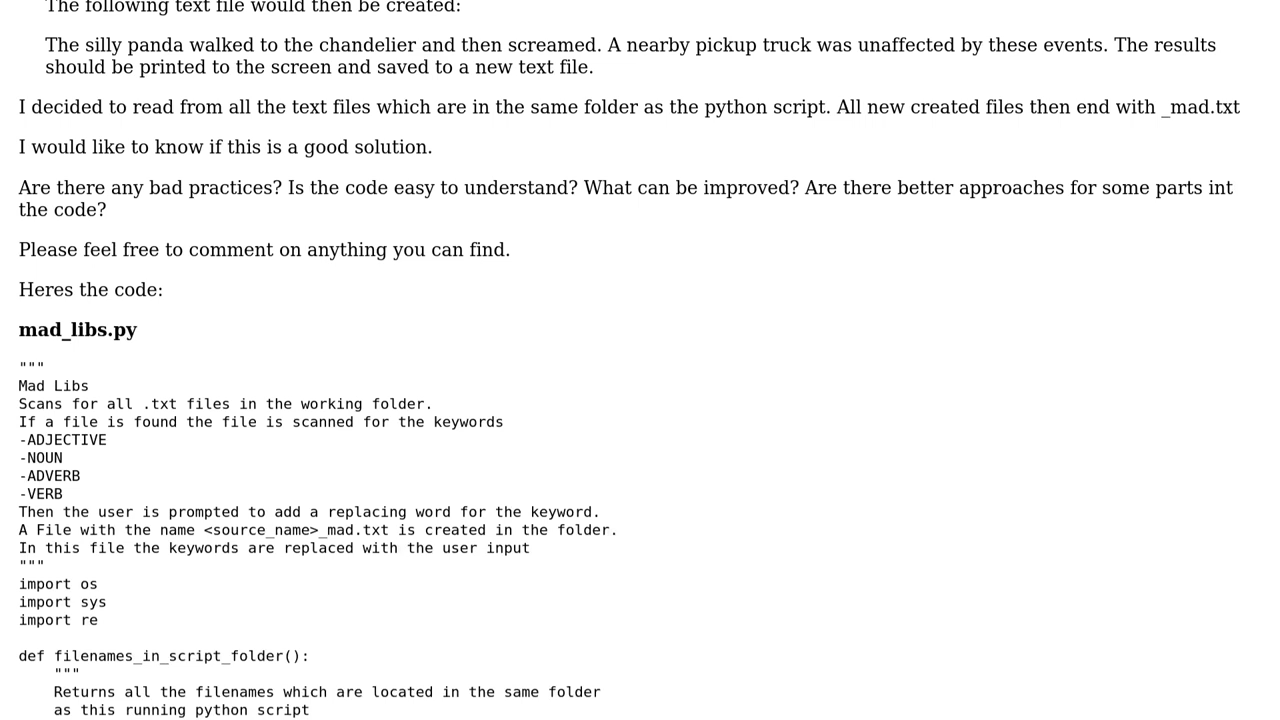 The following text file would then be created:
The silly panda walked to the chandelier and then screamed. A nearby pickup truck was unaffected by these events. The results
should be printed to the screen and saved to a new text file.
I decided to read from all the text files which are in the same folder as the python script. All new created files then end with _mad.txt
I would like to know if this is a good solution.
Are there any bad practices? Is the code easy to understand? What can be improved? Are there better approaches for some parts int
the code?
Please feel free to comment on anything you can find.
Heres the code:
mad_libs.py
"""
Mad Libs
Scans for all .txt files in the working folder.
If a file is found the file is scanned for the keywords
-ADJECTIVE
-NOUN
-ADVERB
-VERB
Then the user is prompted to add a replacing word for the keyword.
A File with the name <source_name>_mad.txt is created in the folder.
In this file the keywords are replaced with the user input
"""
import os
import sys
import re
def filenames_in_script_folder():
"""
Returns all the filenames which are located in the same folder
as this running python script